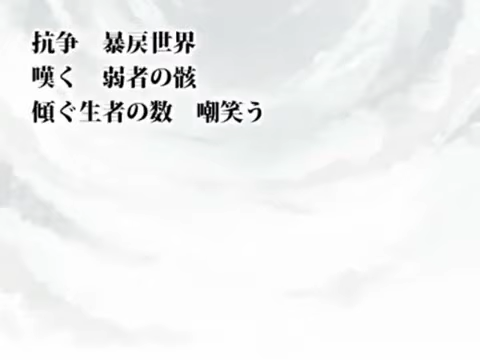 抗争　暴戻世界
嘆く　弱者の骸
傾ぐ生者の数　嘲笑う